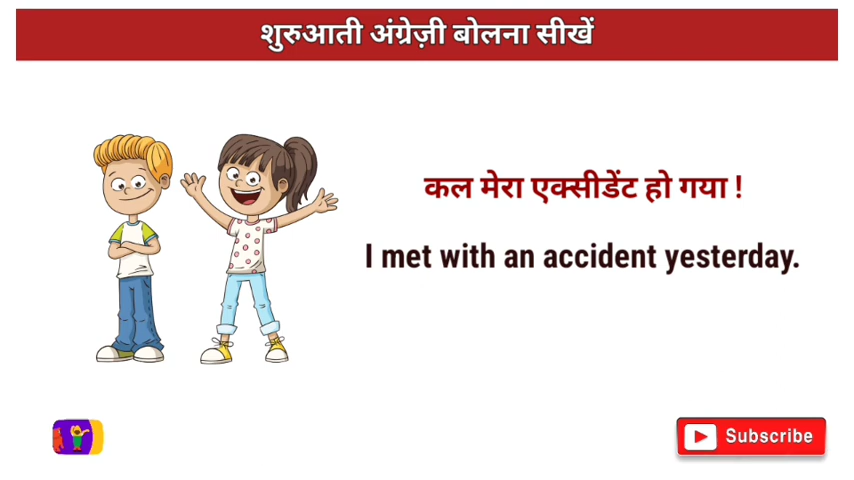 शुरुआती अंग्रेज़ी बोलना सीखें
कल मेरा एक्सीडेंट हो गया !
I met with an accident yesterday.
Subscribe